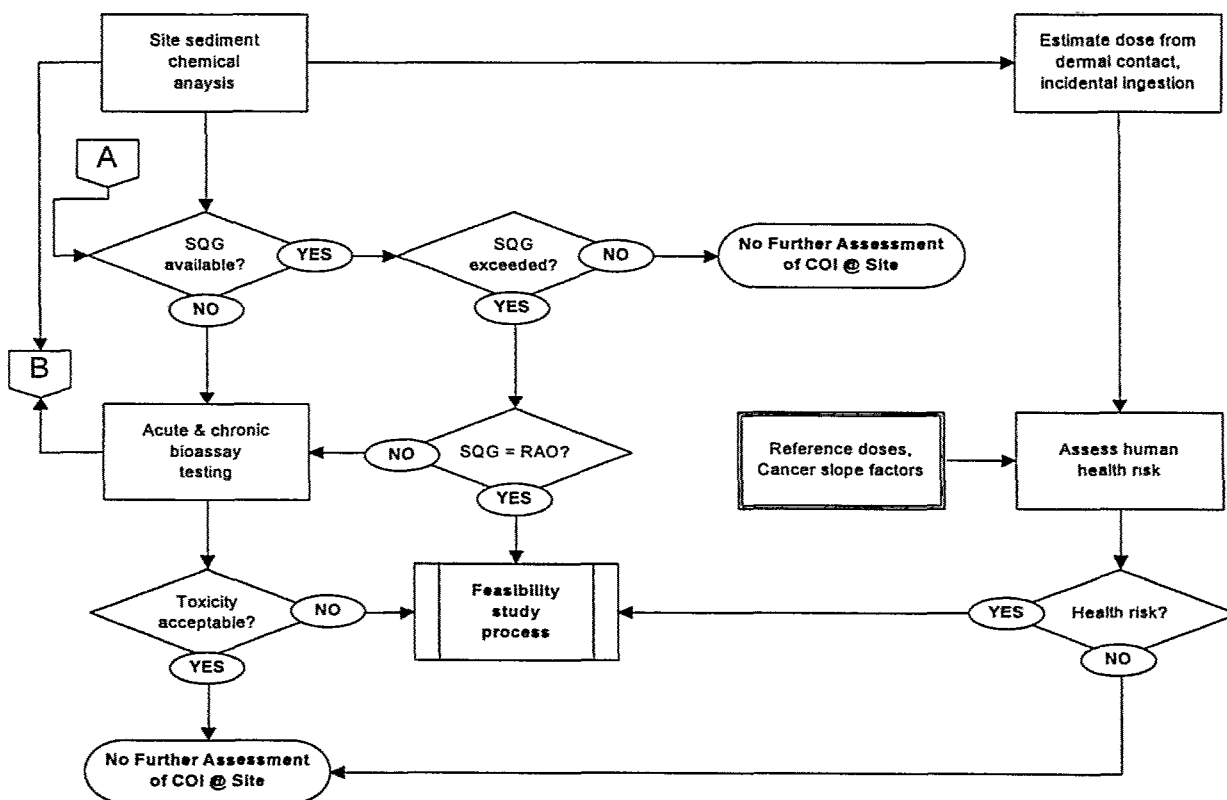 Site sediment
chemical
anaysis
Estimate dose from
dermal contact,
incidental ingestion
A
SQG
available?
YES
NO
SQG
exceeded?
NO
YES
No Further Assessment
of COI @ Site
B
Acute & chronic
bioassay
testing
NO
SQG = RAO?
YES
Reference doses,
Cancer slope factors
Assess human
health risk
Toxicity
acceptable?
NO
YES
Feasibility
study
process
YES
Health risk?
NO
No Further Assessment
of COI @ Site